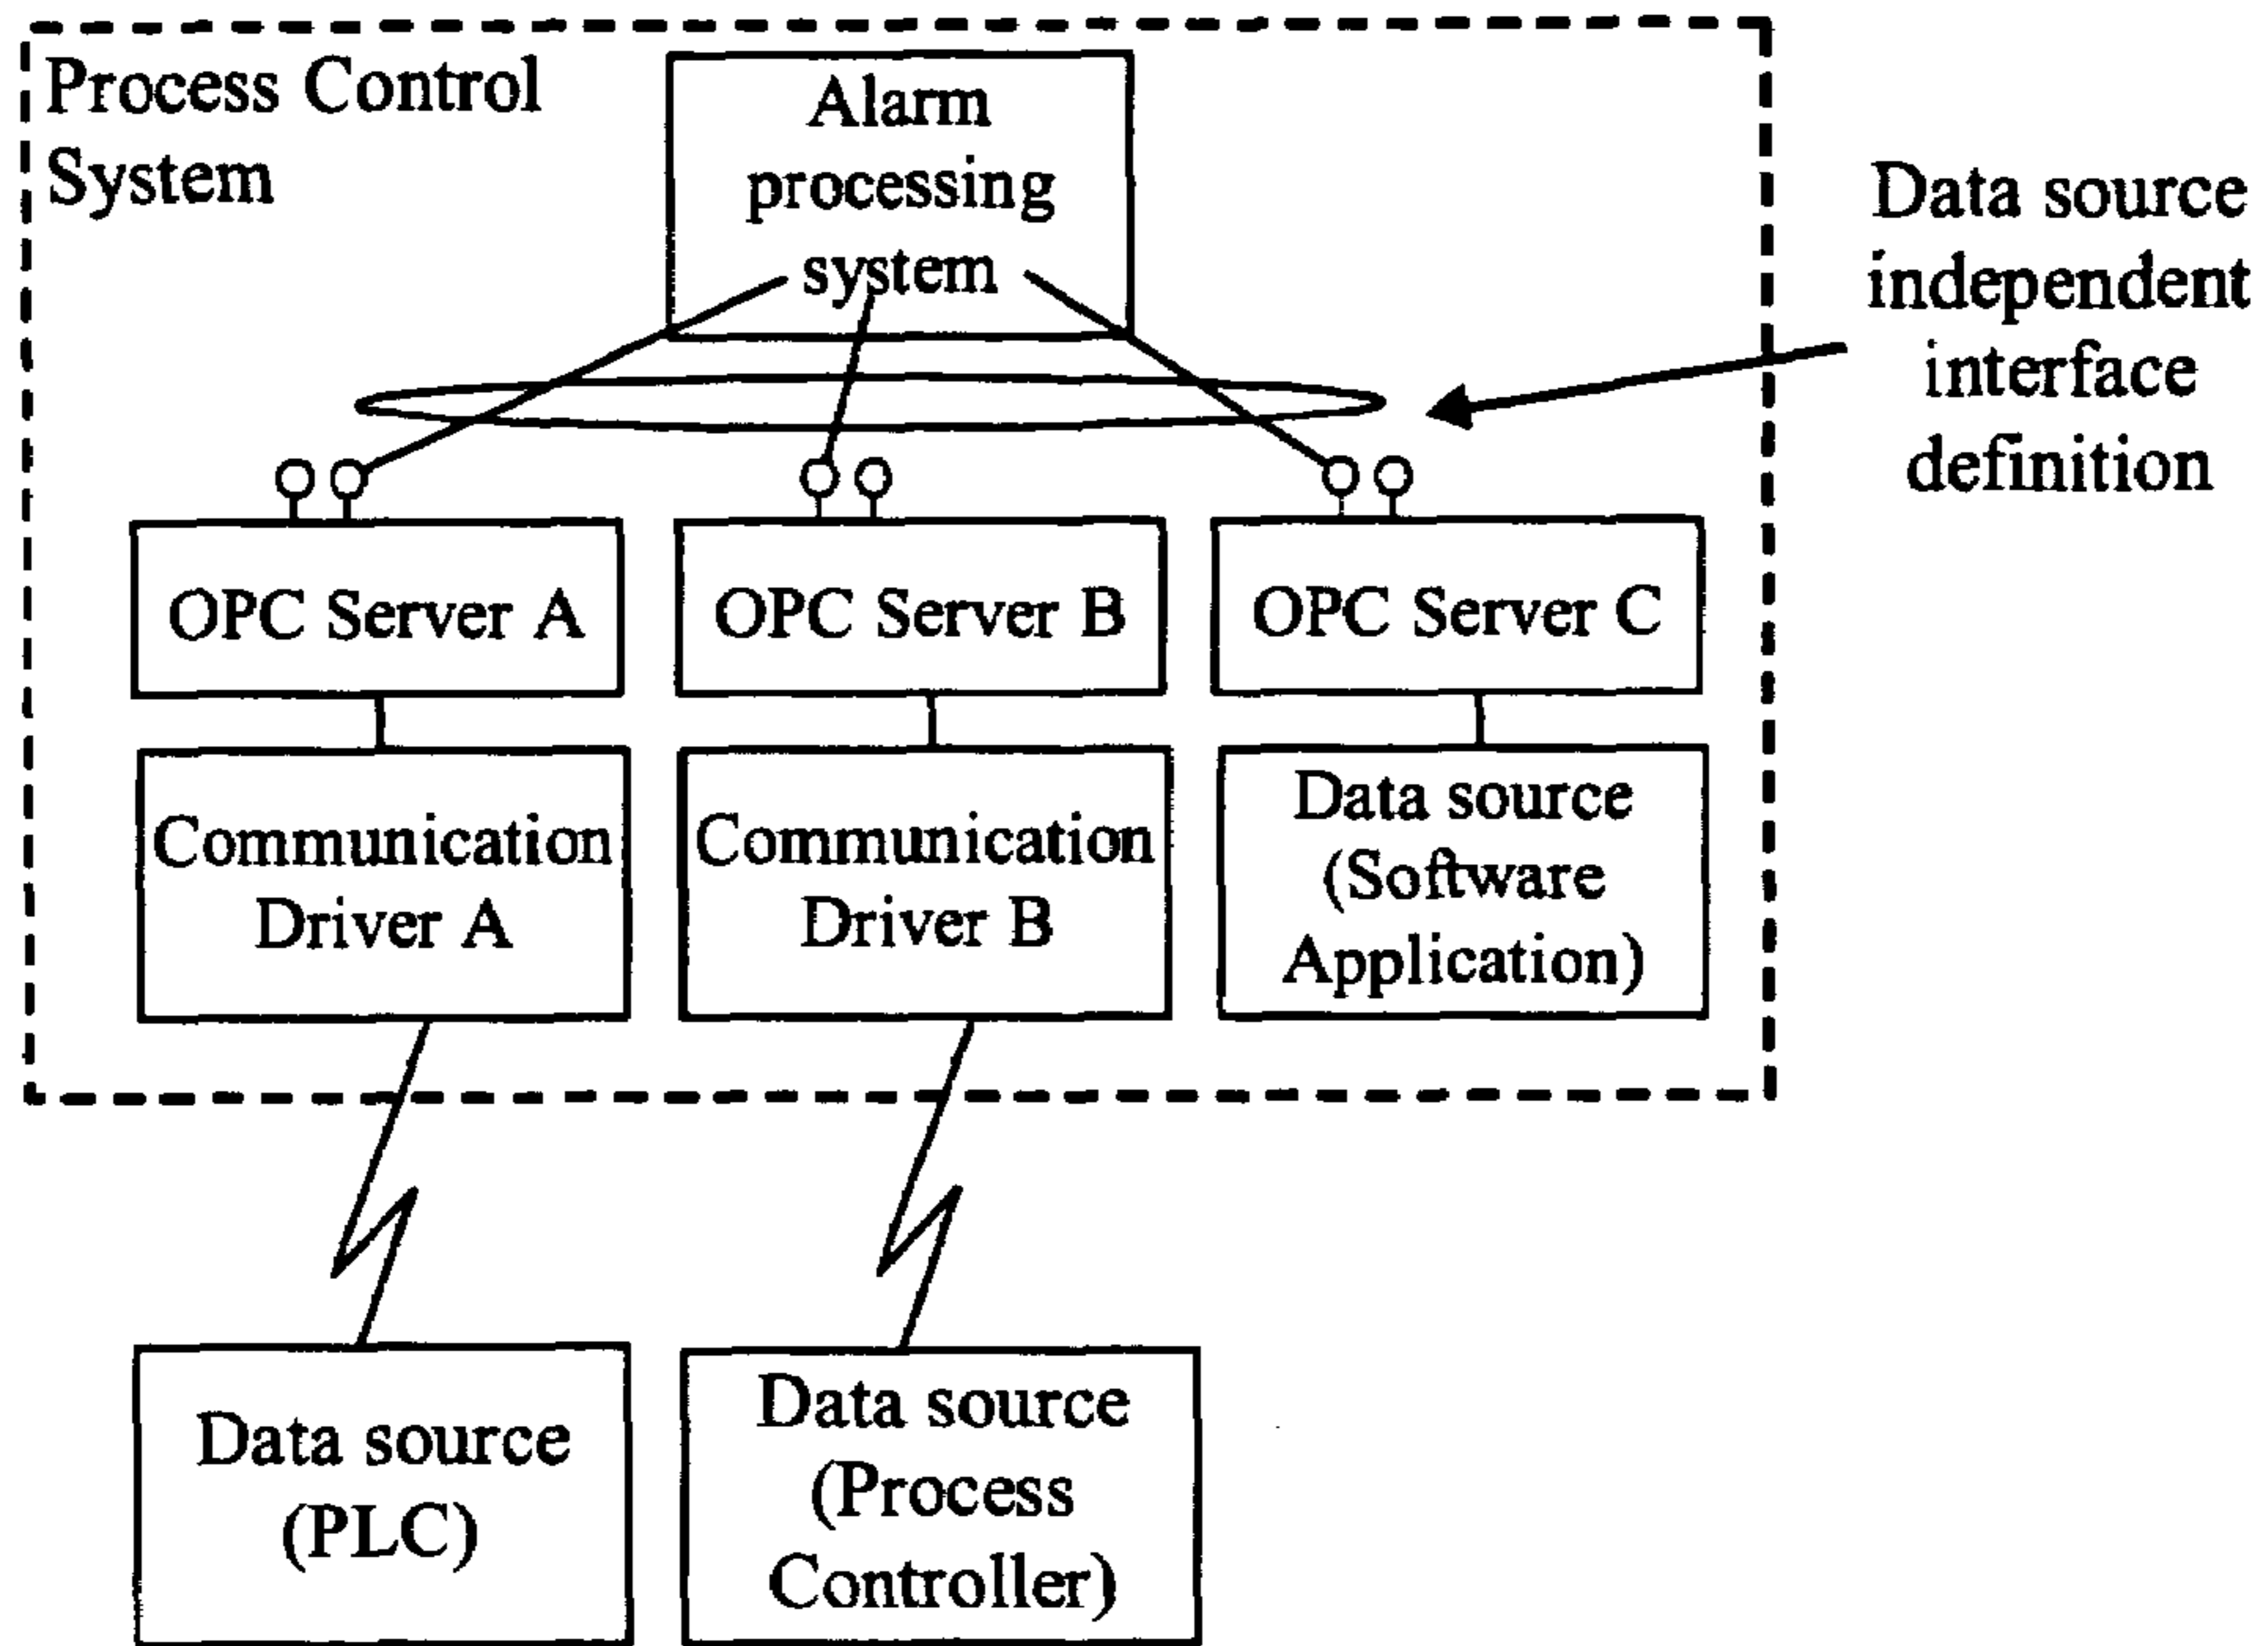 Process Control
System
Alarm
processing
system
Data source
independent
interface
definition
OPC Server A
OPC Server B
OPC Server C
Communication
Driver A
Communication
Driver B
Data source
(Software
Application)
Data source
(PLC)
Data source
(Process
Controller)